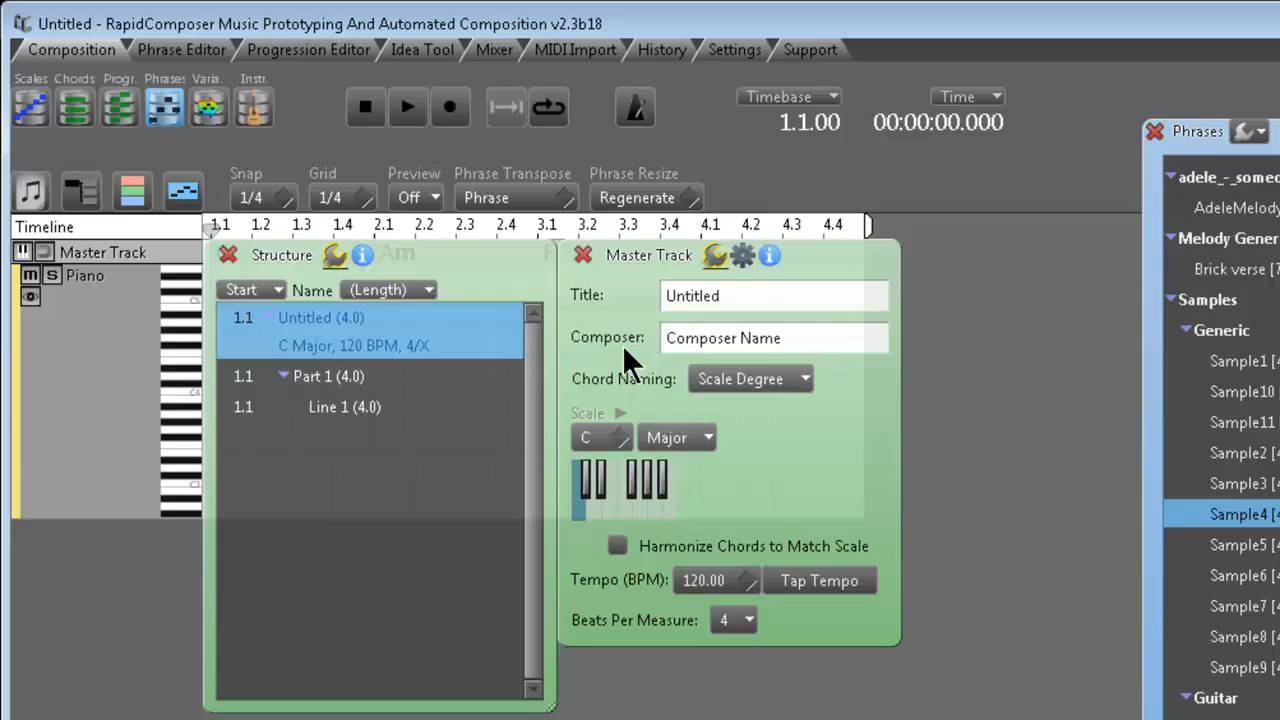 Untitled - RapidComposer Music Prototyping And Automated Composition v2.3b18
Composition Phrase Editor Progression Editor Idea Tool Mixer MIDI Import History Settings Support
Scales Chords Progr. Phrases Varia. Instr.
Timebase Time
1.1.00 00:00:00.000
Phrases
Snap Grid Preview Phrase Transpose Phrase Resize
1/4 1/4 Off Phrase Regenerate
Timeline 1.1 1.2 1.3 1.4 2.1 2.2 2.3 2.4 3.1 3.2 3.3 3.4 4.1 4.2 4.3 4.4
Master Track
m S Piano
Structure Am
Start Name (Length)
1.1 Untitled (4.0)
C Major, 120 BPM, 4/X
1.1 Part 1 (4.0)
1.1 Line 1 (4.0)
Master Track
Title: Untitled
Composer: Composer Name
Chord Naming: Scale Degree
Scale
C Major
Harmonize Chords to Match Scale
Tempo (BPM): 120.00 Tap Tempo
Beats Per Measure: 4
adele_-_somec
AdeleMelody
Melody Gener
Brick verse [7
Samples
Generic
Sample1 [4
Sample10
Sample11
Sample2 [4
Sample3 [4
Sample4 [4
Sample5 [4
Sample6 [4
Sample7 [4
Sample8 [4
Sample9 [4
Guitar